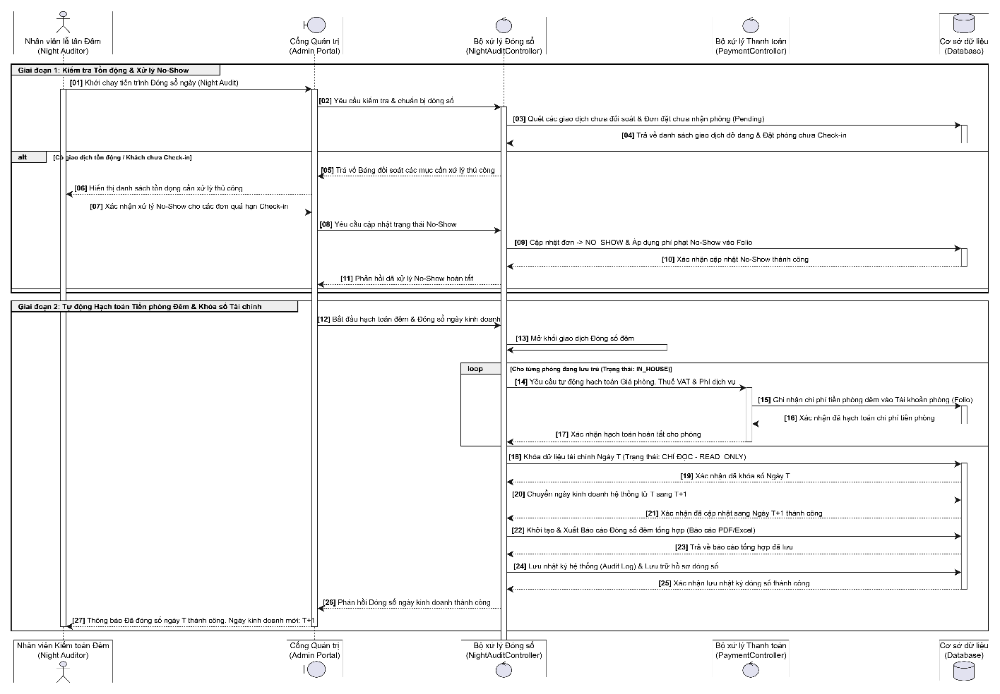 Nhân viên lễ tân Đêm
(Night Auditor)
Cổng Quản trị
(Admin Portal)
Bộ xử lý Đóng sổ
(NightAuditController)
Bộ xử lý Thanh toán
(PaymentController)
Cơ sở dữ liệu
(Database)
Giai đoạn 1: Kiểm tra Tồn động & Xử lý No-Show
[01] Khởi chạy tiến trình Đóng sổ ngày (Night Audit)
[02] Yêu cầu kiểm tra & chuẩn bị đóng sổ
[03] Quét các giao dịch chưa đối soát & Đơn đặt chưa nhận phòng (Pending)
[04] Trả về danh sách giao dịch dở dang & Đặt phòng chưa Check-in
alt
[Có giao dịch tồn động / Khách chưa Check-in]
[05] Trả về Bảng đối soát các mục cần xử lý thủ công
[06] Hiển thị danh sách tồn đọng cần xử lý thủ công
[07] Xác nhận xử lý No-Show cho các đơn quá hạn Check-in
[08] Yêu cầu cập nhật trạng thái No-Show
[09] Cập nhật đơn -> NO_SHOW & Áp dụng phí phạt No-Show vào Folio
[10] Xác nhận cập nhật No-Show thành công
[11] Phản hồi đã xử lý No-Show hoàn tất
Giai đoạn 2: Tự động Hạch toán Tiền phòng Đêm & Khóa sổ Tài chính
[12] Bắt đầu hạch toán đêm & Đóng sổ ngày kinh doanh
[13] Mở khối giao dịch Đóng sổ đêm
loop
[Cho từng phòng đang lưu trú (Trạng thái: IN_HOUSE)]
[14] Yêu cầu tự động hạch toán Giá phòng, Thuế VAT & Phí dịch vụ
[15] Ghi nhận chi phí tiền phòng đêm vào Tài khoản phòng (Folio)
[16] Xác nhận đã hạch toán chi phí tiền phòng
[17] Xác nhận hạch toán hoàn tất cho phòng
[18] Khóa dữ liệu tài chính Ngày T (Trạng thái: CHỈ ĐỌC - READ_ONLY)
[19] Xác nhận đã khóa sổ Ngày T
[20] Chuyển ngày kinh doanh hệ thống từ T sang T+1
[21] Xác nhận đã cập nhật sang Ngày T+1 thành công
[22] Khởi tạo & Xuất Báo cáo Đóng sổ đêm tổng hợp (Báo cáo PDF/Excel)
[23] Trả về báo cáo tổng hợp đã lưu
[24] Lưu nhật ký hệ thống (Audit Log) & Lưu trữ hồ sơ đóng sổ
[25] Xác nhận lưu nhật ký đóng sổ thành công
[26] Phản hồi Đóng sổ ngày kinh doanh thành công
[27] Thông báo Đã đóng sổ ngày T thành công. Ngày kinh doanh mới: T+1
Nhân viên Kiểm toán Đêm
(Night Auditor)
Cổng Quản trị
(Admin Portal)
Bộ xử lý Đóng sổ
(NightAuditController)
Bộ xử lý Thanh toán
(PaymentController)
Cơ sở dữ liệu
(Database)